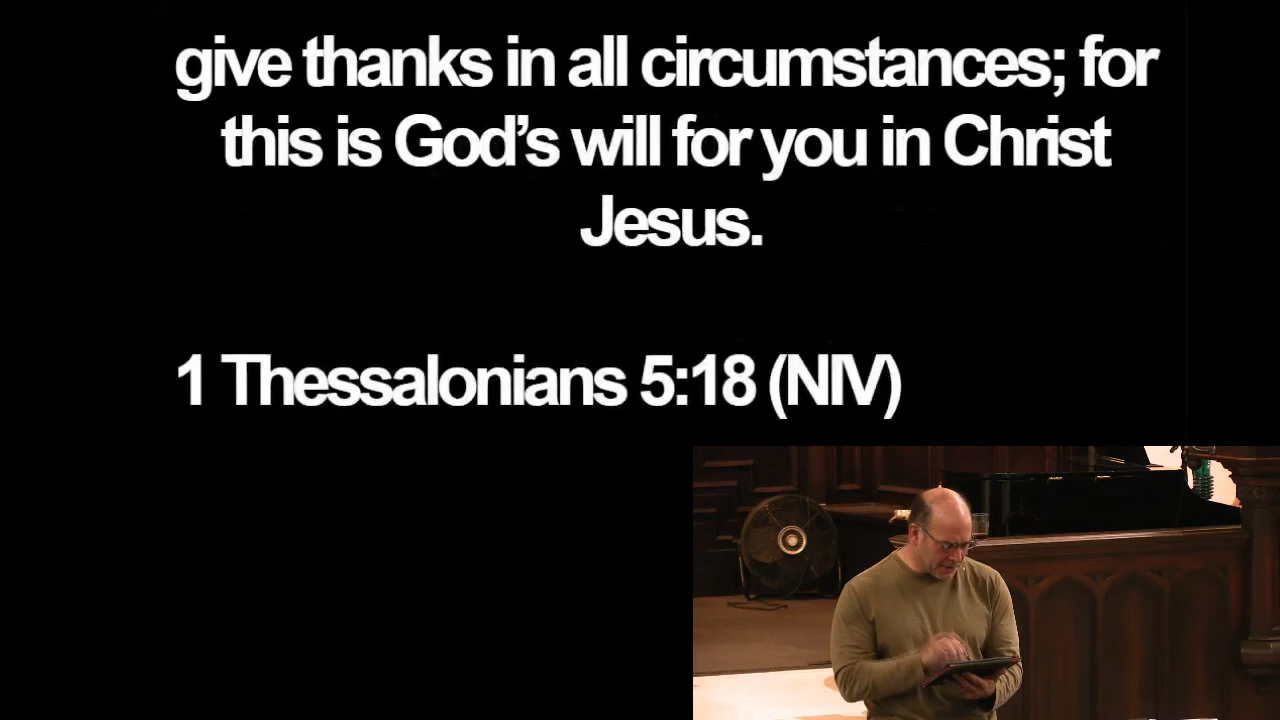 give thanks in all circumstances; for
this is God’s will for you in Christ
Jesus.
1 Thessalonians 5:18 (NIV)